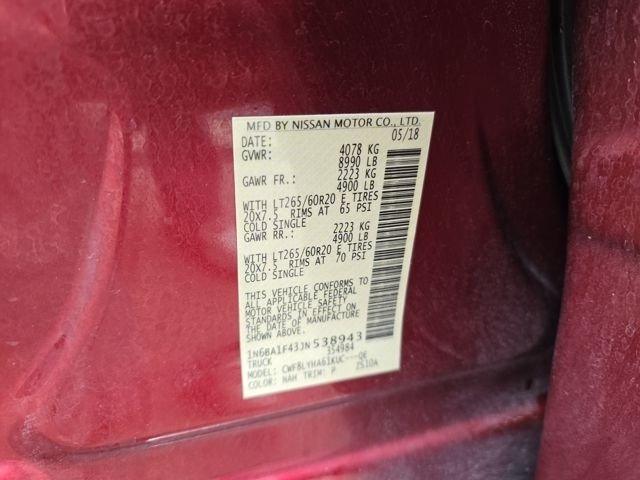 MFD BY NISSAN MOTOR CO., LTD.
DATE: 05/18
GVWR: 4078 KG
8990 LB
GAWR FR.: 2223 KG
4900 LB
WITH LT265/60R20 E TIRES
20X7.5 RIMS AT 65 PSI
COLD SINGLE
GAWR RR.: 2223 KG
4900 LB
WITH LT265/60R20 E TIRES
20X7.5 RIMS AT 70 PSI
COLD SINGLE
THIS VEHICLE CONFORMS TO
ALL APPLICABLE FEDERAL
MOTOR VEHICLE SAFETY
STANDARDS IN EFFECT ON
THE DATE OF MANUFACTURE
SHOWN ABOVE.
1N6BA1F43JN538943
TRUCK 354984
MODEL: CWF8LYHA61KUC---QE
COLOR: NAH TRIM: P ZS10A